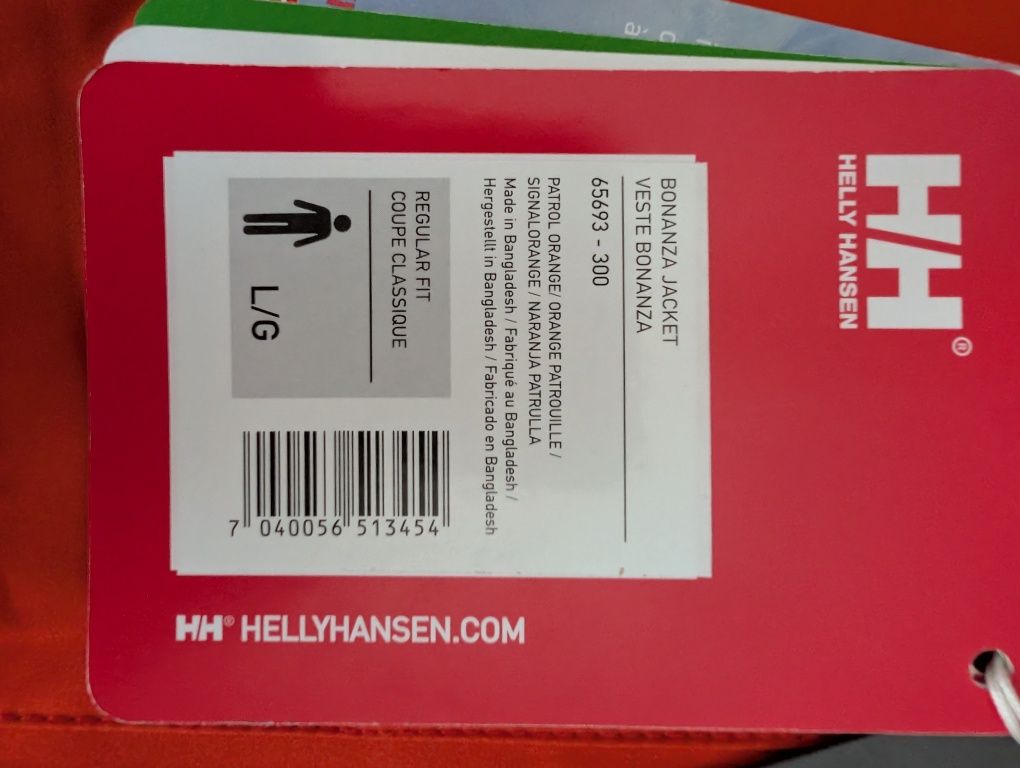 HH®
HELLY HANSEN
BONANZA JACKET
VESTE BONANZA
65693 - 300
PATROL ORANGE/ ORANGE PATROUILLE /
SIGNALORANGE / NARANJA PATRULLA
Made in Bangladesh / Fabriqué au Bangladesh /
Hergestellt in Bangladesh / Fabricado en Bangladesh
REGULAR FIT
COUPE CLASSIQUE
L/G
7 040056 513454
HH® HELLYHANSEN.COM
à